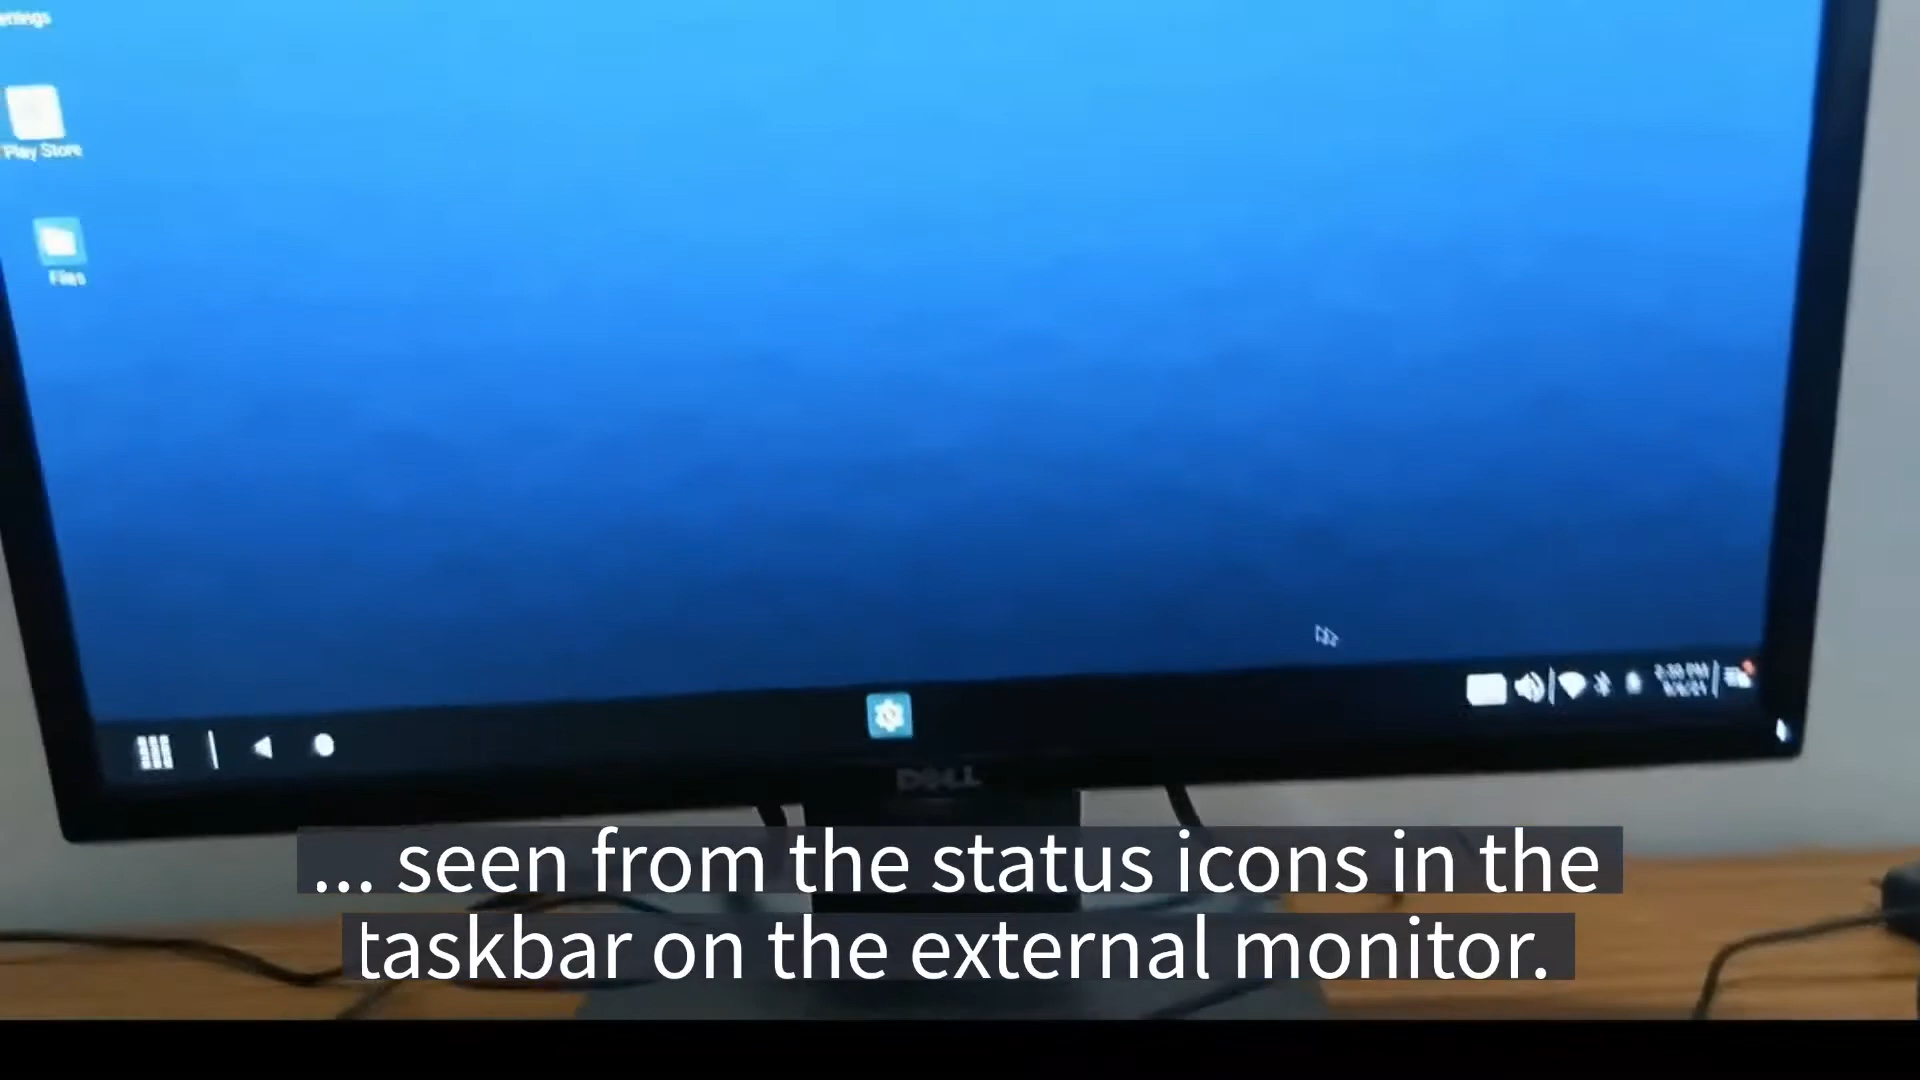 Play Store
Files
DELL
... seen from the status icons in the
taskbar on the external monitor.